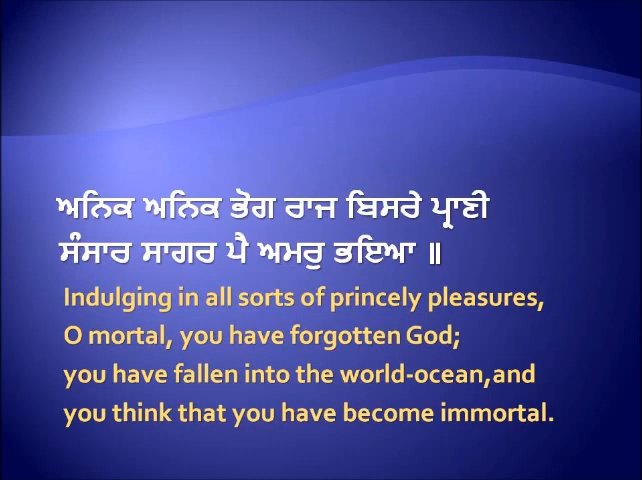 ਅਨਿਕ ਅਨਿਕ ਭੋਗ ਰਾਜ ਬਿਸਰੇ ਪ੍ਰਾਣੀ
ਸੰਸਾਰ ਸਾਗਰ ਪੈ ਅਮਰੁ ਭਇਆ ॥
Indulging in all sorts of princely pleasures,
O mortal, you have forgotten God;
you have fallen into the world-ocean,and
you think that you have become immortal.